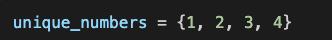 unique_numbers = {1, 2, 3, 4}